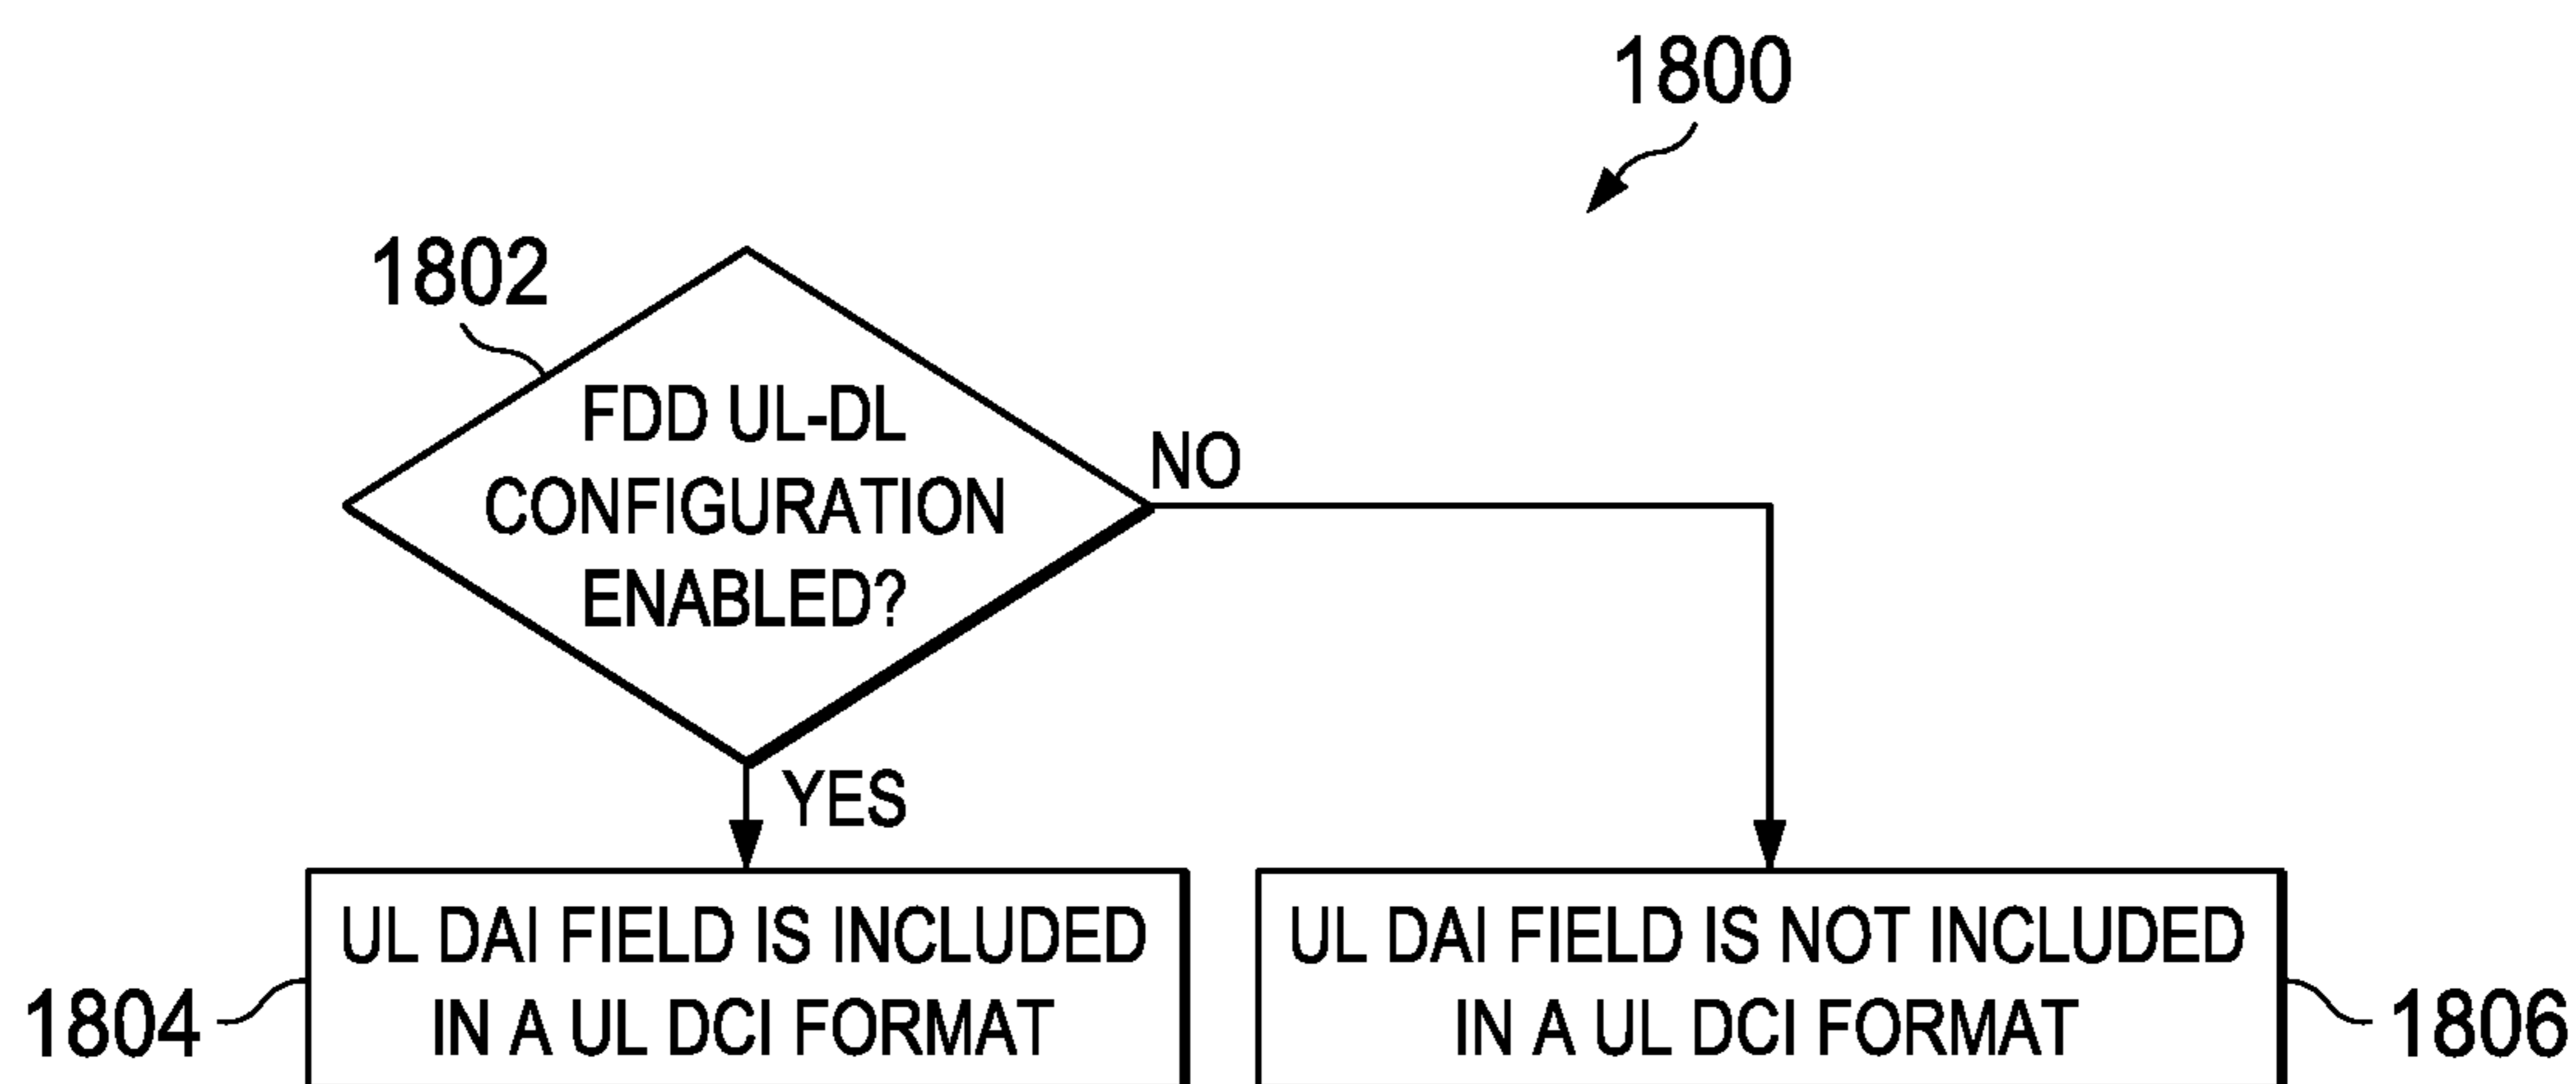 1800
1802
FDD UL-DL
CONFIGURATION
ENABLED?
NO
YES
UL DAI FIELD IS INCLUDED
IN A UL DCI FORMAT
1804
UL DAI FIELD IS NOT INCLUDED
IN A UL DCI FORMAT
1806